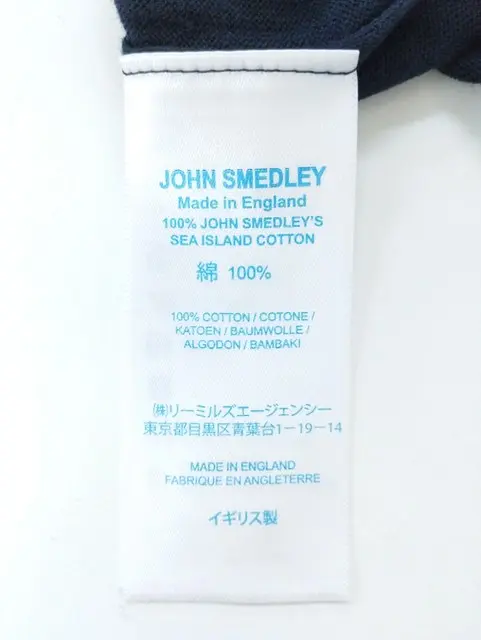 JOHN SMEDLEY
Made in England
100% JOHN SMEDLEY'S
SEA ISLAND COTTON
綿 100%
100% COTTON / COTONE /
KATOEN / BAUMWOLLE /
ALGODON / BAMBAKI
㈱リーミルズエージェンシー
東京都目黒区青葉台1-19-14
MADE IN ENGLAND
FABRIQUE EN ANGLETERRE
イギリス製